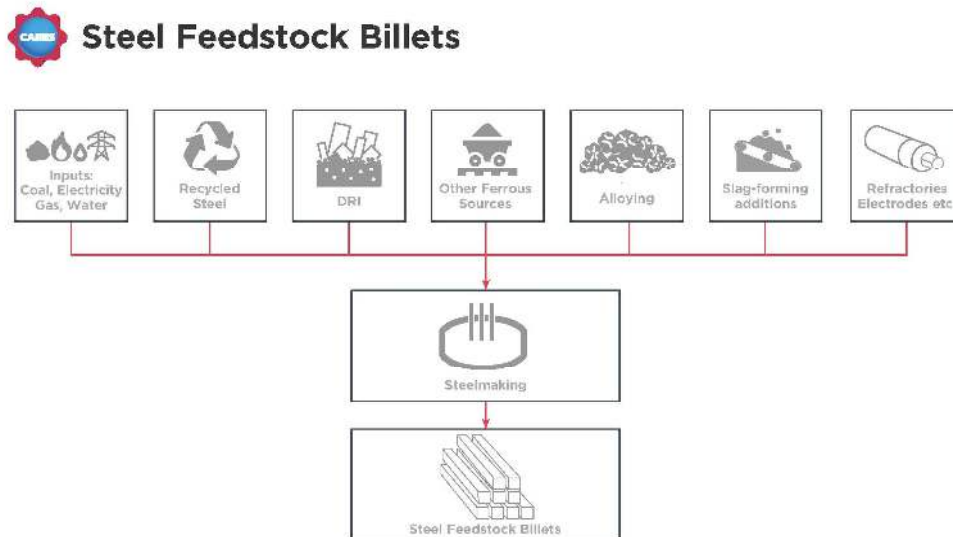 CARES
Steel Feedstock Billets
Inputs:
Coal, Electricity
Gas, Water
Recycled
Steel
DRI
Other Ferrous
Sources
Alloying
Slag-forming
additions
Refractories
Electrodes etc
Steelmaking
Steel Feedstock Billets